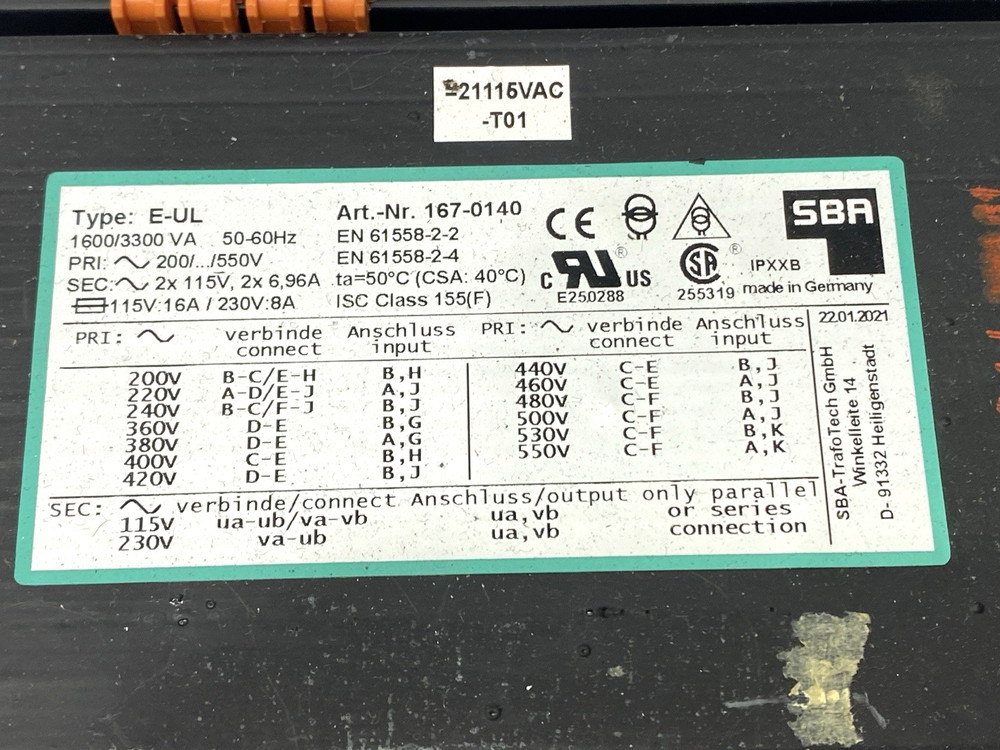 =21115VAC
-T01
Type: E-UL
1600/3300 VA 50-60Hz
PRI: 200/.../550V
SEC: 2x 115V, 2x 6,96A
115V:16A / 230V:8A
Art.-Nr. 167-0140
EN 61558-2-2
EN 61558-2-4
ta=50°C (CSA: 40°C)
ISC Class 155(F)
CE
C RU® US
E250288
SA®
255319
IPXXB
SBA
made in Germany
PRI: verbinde Anschluss PRI: verbinde Anschluss
connect input connect input
200V B-C/E-H B,H 440V C-E B,J
220V A-D/E-J A,J 460V C-E A,J
240V B-C/F-J B,J 480V C-F B,J
360V D-E B,G 500V C-F A,J
380V D-E A,G 530V C-F B,K
400V C-E B,H 550V C-F A,K
420V D-E B,J
SEC: verbinde/connect Anschluss/output only parallel
115V ua-ub/va-vb ua,vb or series
230V va-ub ua,vb connection
22.01.2021
SBA-TrafoTech GmbH
Winkelleite 14
D- 91332 Heiligenstadt